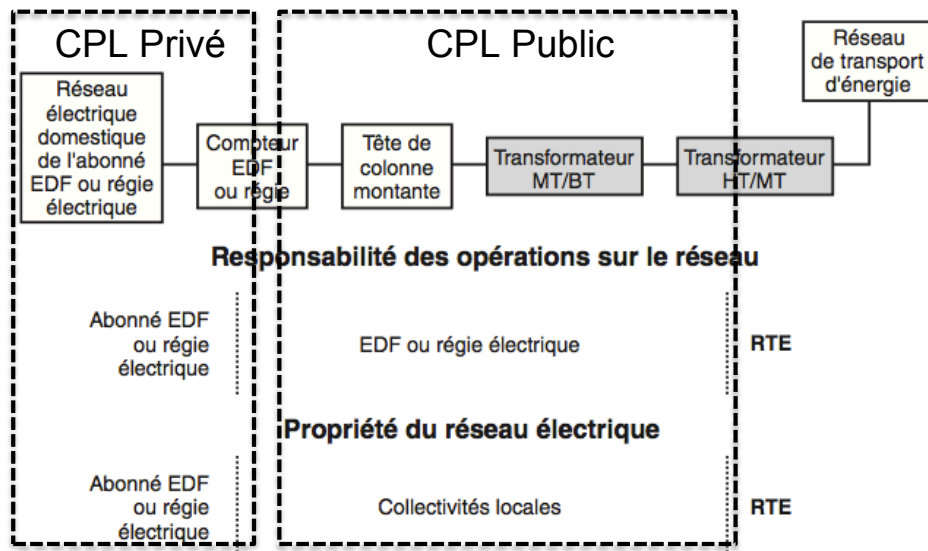 CPL Privé
CPL Public
Réseau
de transport
d'énergie
Réseau
électrique
domestique
de l'abonné
EDF ou régie
électrique
Compteur
EDF
ou régie
Tête de
colonne
montante
Transformateur
MT/BT
Transformateur
HT/MT
Responsabilité des opérations sur le réseau
Abonné EDF
ou régie
électrique
EDF ou régie électrique
RTE
Propriété du réseau électrique
Abonné EDF
ou régie
électrique
Collectivités locales
RTE